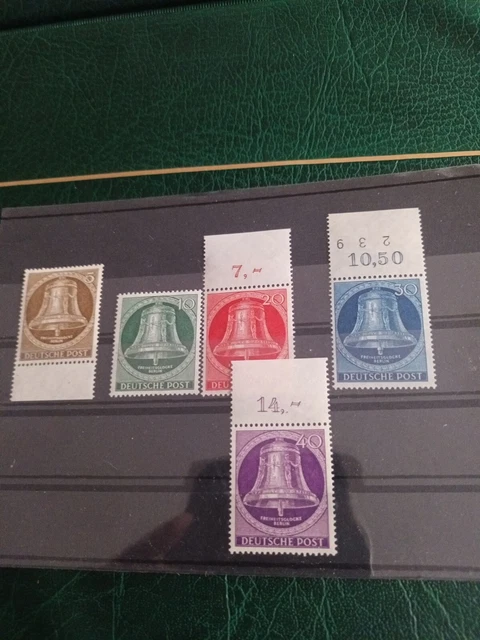 5
DEUTSCHE POST
10
DEUTSCHE POST
7,-
20
DEUTSCHE POST
9 3 2
10,50
30
FREIHEITSGLOCKE
BERLIN
DEUTSCHE POST
14,-
40
FREIHEITSGLOCKE
BERLIN
DEUTSCHE POST